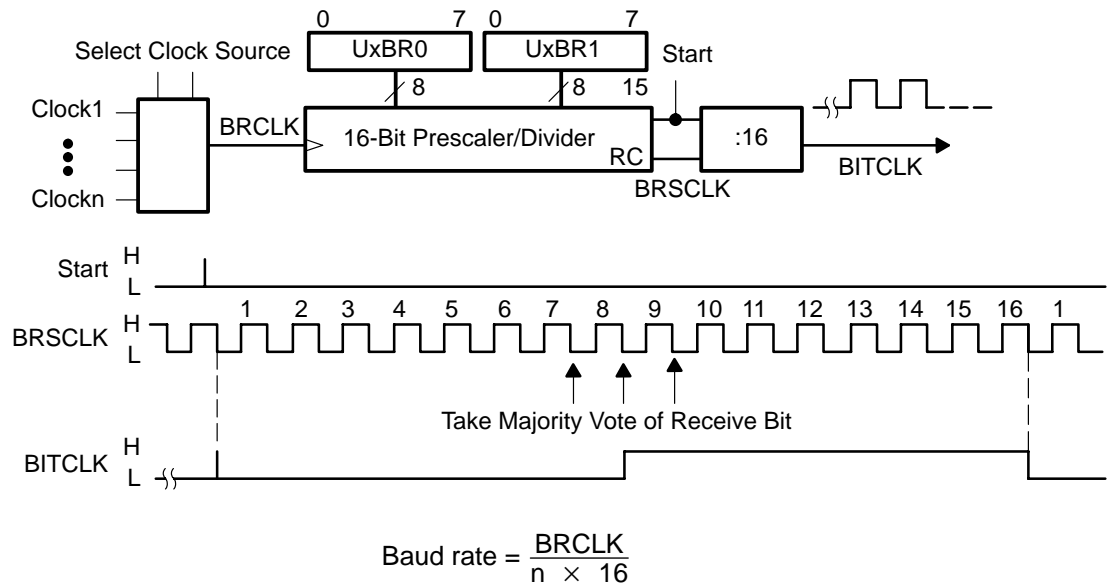 0 7 0 7
UxBR0 UxBR1
Select Clock Source Start
8 8 15
Clock1
BRCLK 16-Bit Prescaler/Divider :16
RC
BRSCLK BITCLK
Clockn
Start H
L
1 2 3 4 5 6 7 8 9 10 11 12 13 14 15 16 1
BRSCLK H
L
Take Majority Vote of Receive Bit
BITCLK H
L
Baud rate = BRCLK
n × 16